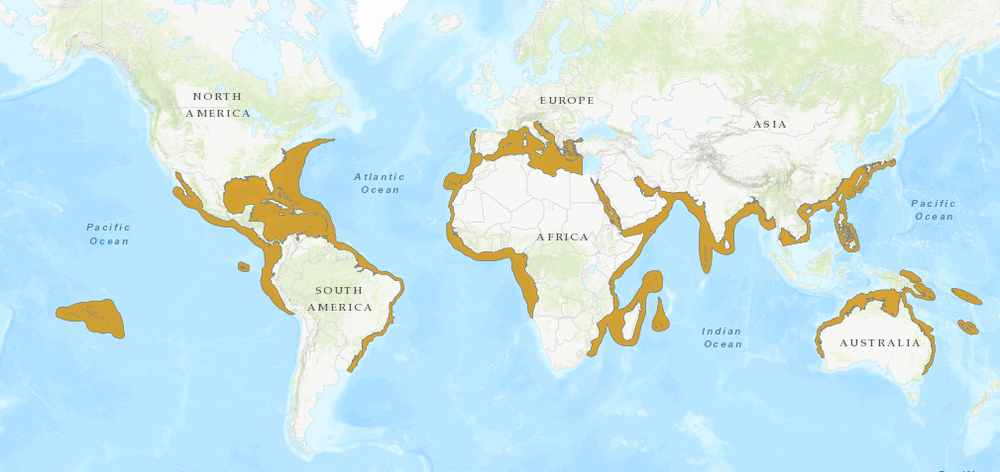 NORTH
AMERICA
EUROPE
ASIA
Atlantic
Ocean
Pacific
Ocean
Pacific
Ocean
AFRICA
SOUTH
AMERICA
Indian
Ocean
AUSTRALIA